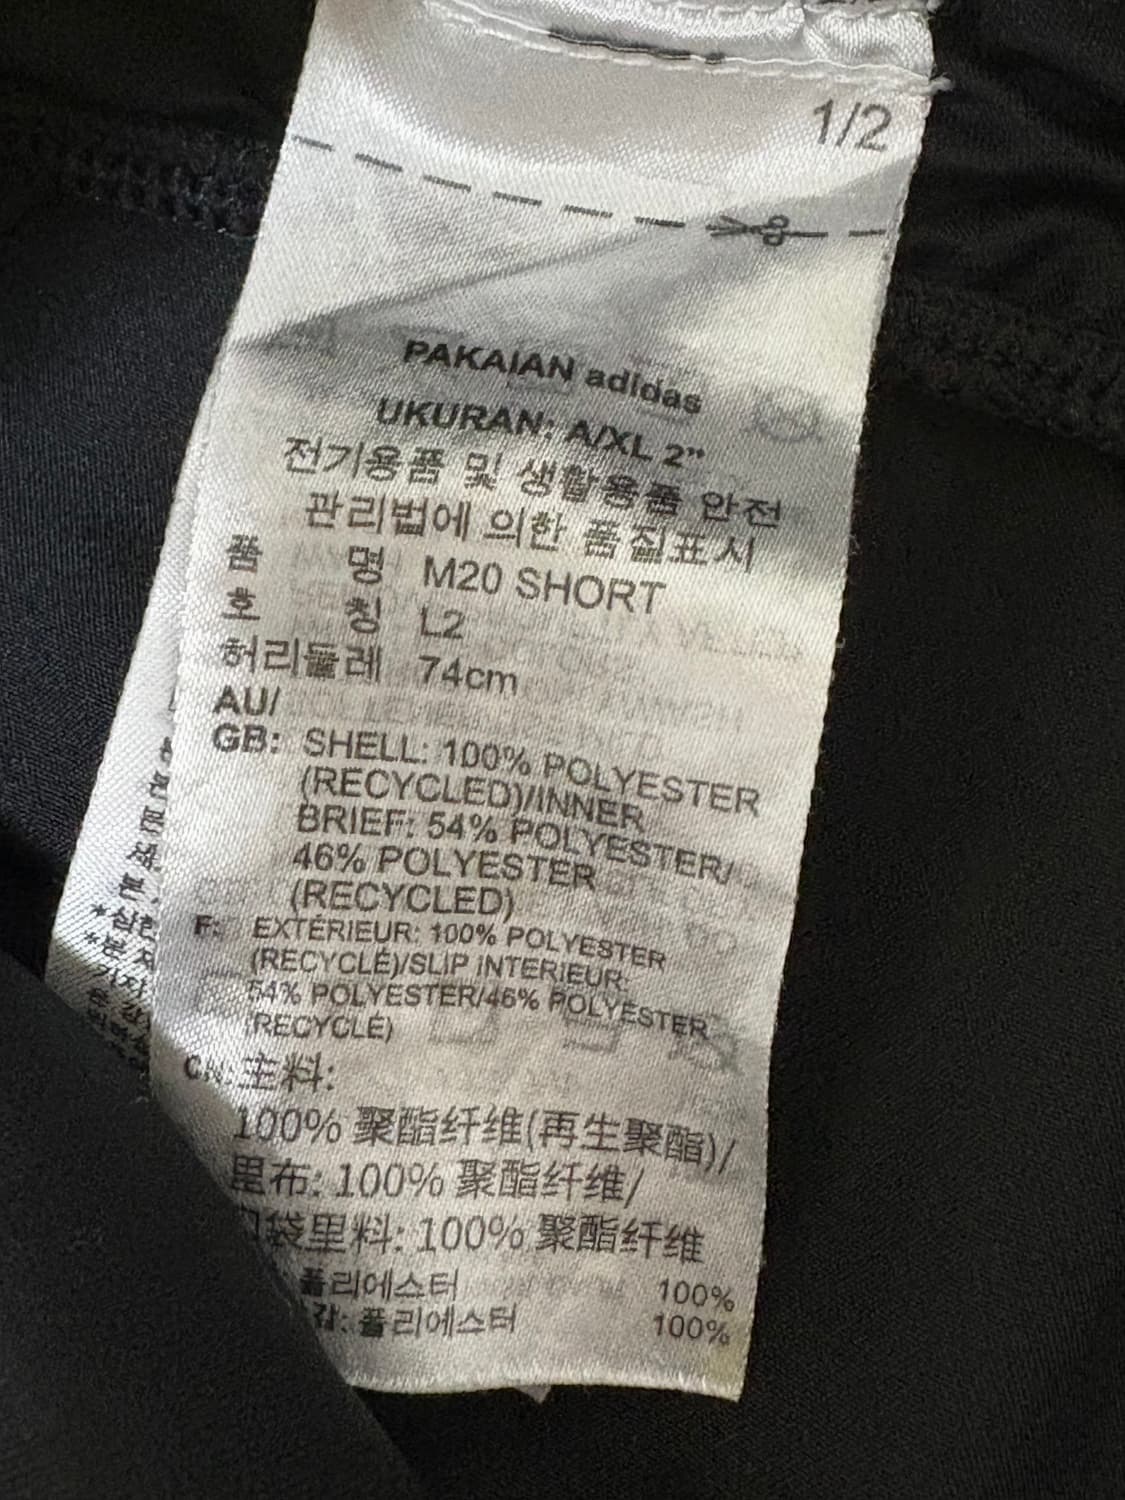 1/2
PAKAIAN adidas
UKURAN: A/XL 2”
전기용품 및 생활용품 안전
관리법에 의한 품질표시
품 명 M20 SHORT
호 칭 L2
허리둘레 74cm
AU/
GB: SHELL: 100% POLYESTER
(RECYCLED)/INNER
BRIEF: 54% POLYESTER/
46% POLYESTER
(RECYCLED)
F: EXTÉRIEUR: 100% POLYESTER
(RECYCLÉ)/SLIP INTERIEUR:
54% POLYESTER/46% POLYESTER
(RECYCLÉ)
CN: 主料:
100% 聚酯纤维(再生聚酯)/
里布: 100% 聚酯纤维/
袋里料: 100% 聚酯纤维
폴리에스터 100%
감: 폴리에스터 100%